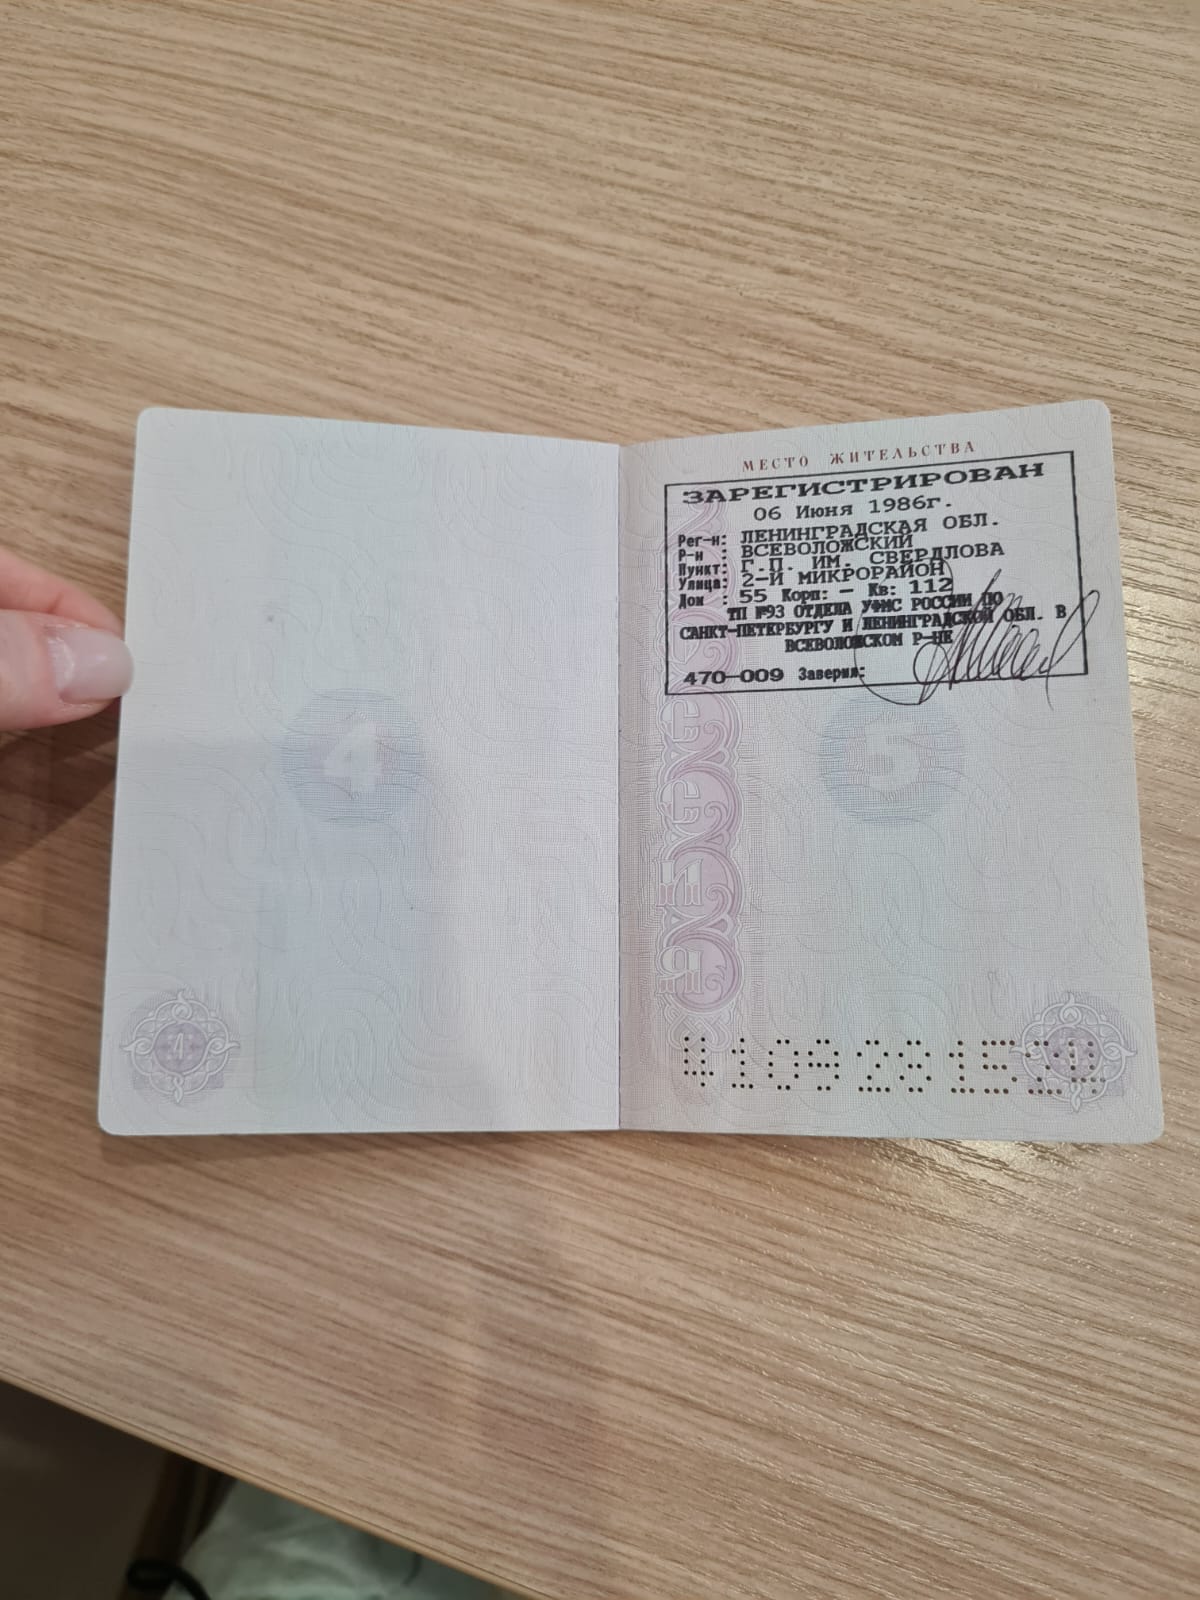 МЕСТО ЖИТЕЛЬСТВА
ЗАРЕГИСТРИРОВАН
06 Июня 1986г.
Рег-н: ЛЕНИНГРАДСКАЯ ОБЛ.
Р-н : ВСЕВОЛОЖСКИЙ
Пункт: Г.П. ИМ. СВЕРДЛОВА
Улица: 2-Й МИКРОРАЙОН
Дом : 55 Корп: — Кв: 112
ТП №93 ОТДЕЛА УФМС РОССИИ ПО
САНКТ-ПЕТЕРБУРГУ И ЛЕНИНГРАДСКОЙ ОБЛ. В
ВСЕВОЛОЖСКОМ Р-НЕ
470-009 Заверил:
4
5
4109281524